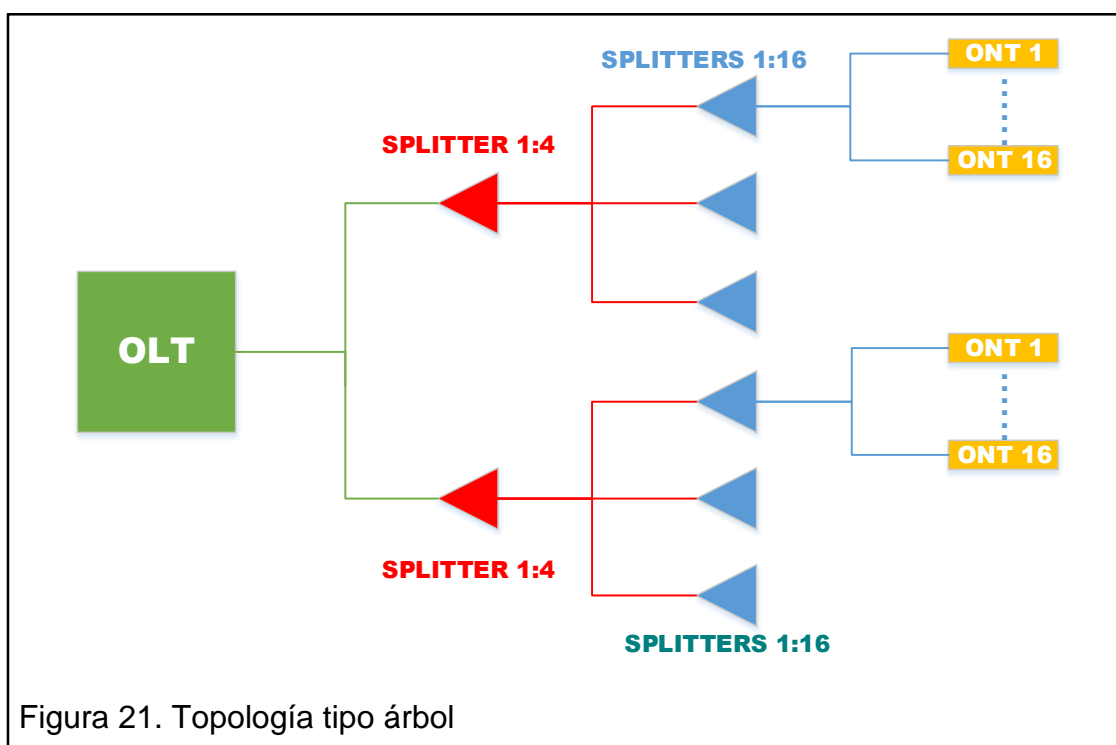 SPLITTERS 1:16
ONT 1
SPLITTER 1:4
ONT 16
OLT
ONT 1
ONT 16
SPLITTER 1:4
SPLITTERS 1:16
Figura 21. Topología tipo árbol